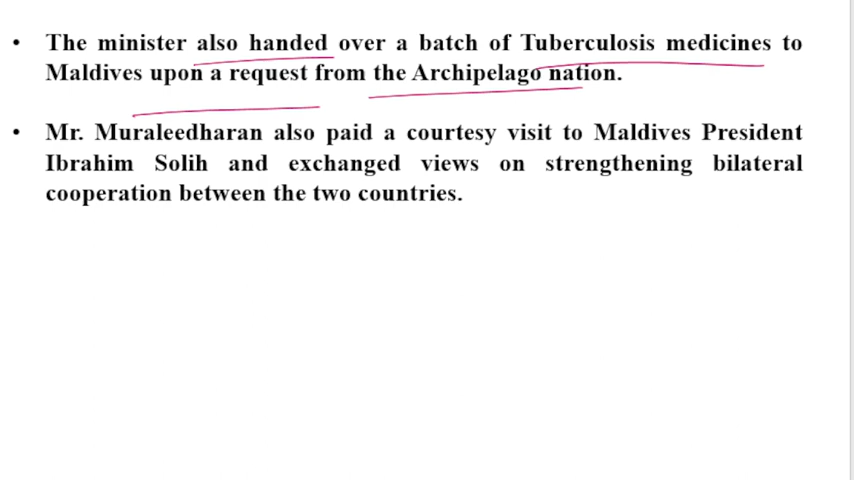 • The minister also handed over a batch of Tuberculosis medicines to
Maldives upon a request from the Archipelago nation.
• Mr. Muraleedharan also paid a courtesy visit to Maldives President
Ibrahim Solih and exchanged views on strengthening bilateral
cooperation between the two countries.